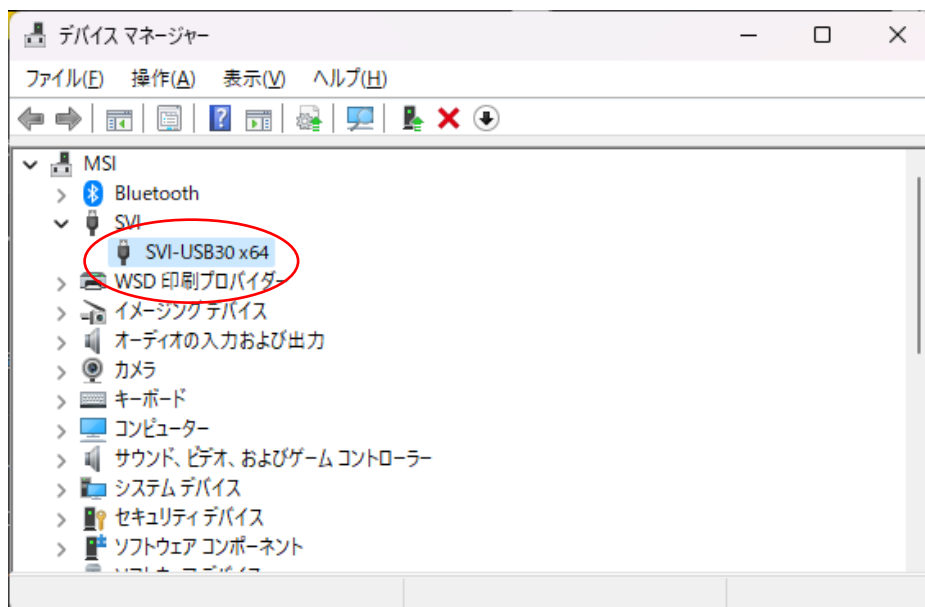 デバイス マネージャー
ファイル(F) 操作(A) 表示(V) ヘルプ(H)
MSI
Bluetooth
SVI
SVI-USB30 x64
WSD 印刷プロバイダー
イメージング デバイス
オーディオの入力および出力
カメラ
キーボード
コンピューター
サウンド、ビデオ、およびゲーム コントローラー
システム デバイス
セキュリティ デバイス
ソフトウェア コンポーネント